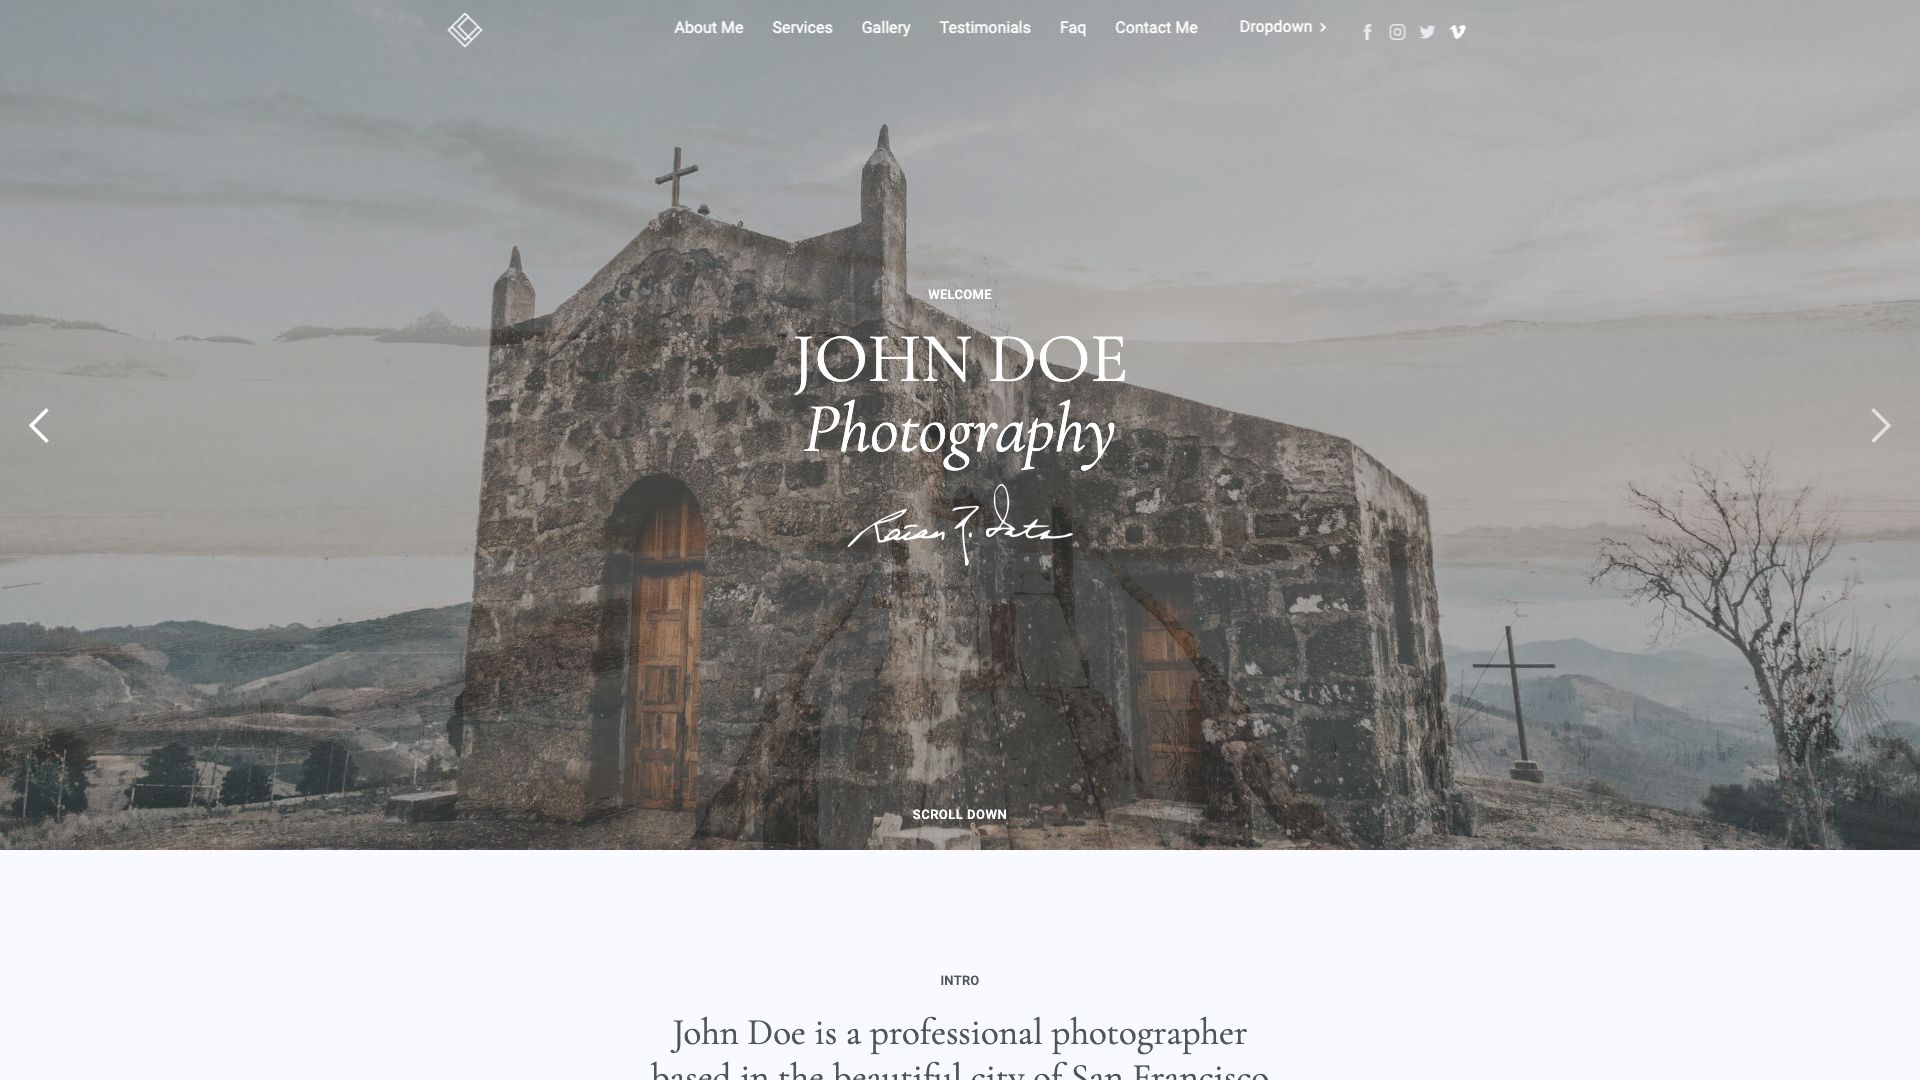 About Me Services Gallery Testimonials Faq Contact Me Dropdown
WELCOME
JOHN DOE
Photography
SCROLL DOWN
INTRO
John Doe is a professional photographer
based in the beautiful city of San Francisco